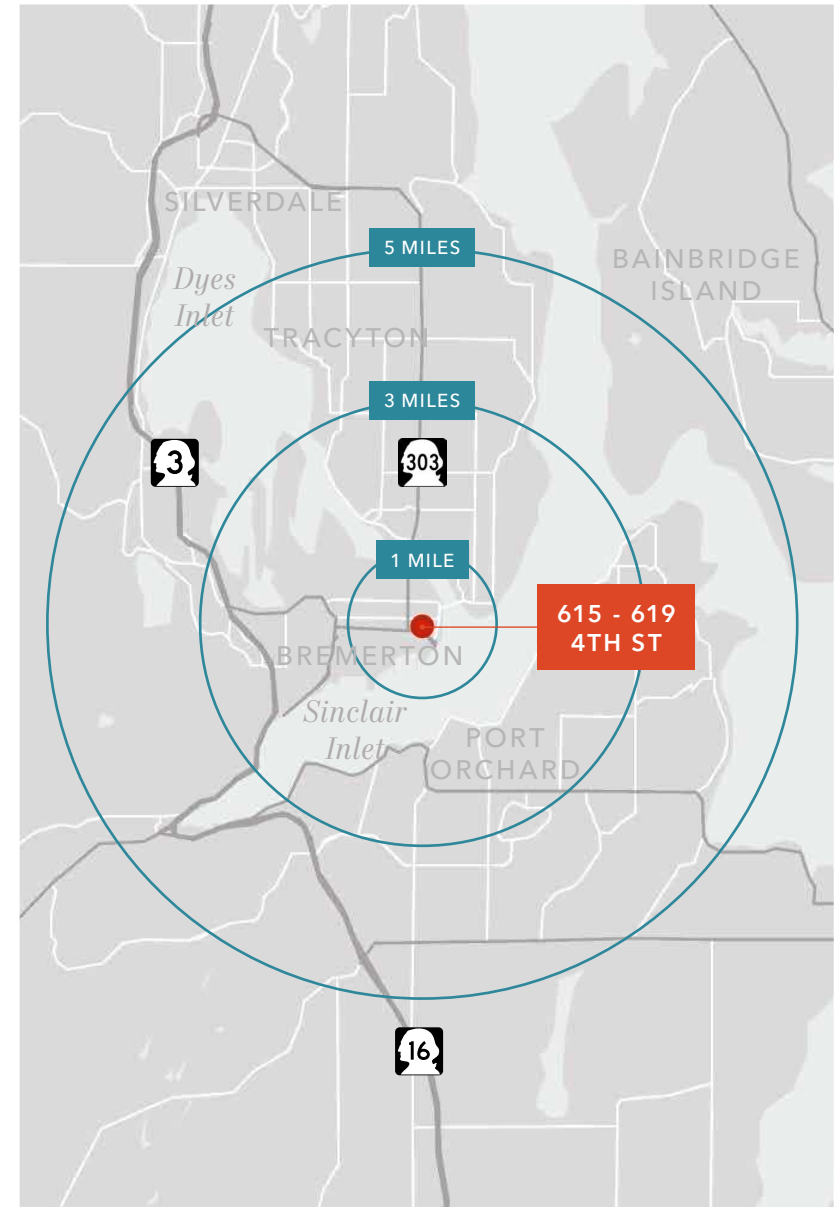 SILVERDALE
5 MILES
BAINBRIDGE
ISLAND
Dyes
Inlet
TRACYTON
3 MILES
3
303
1 MILE
615 - 619
4TH ST
BREMERTON
Sinclair
Inlet
PORT
ORCHARD
16